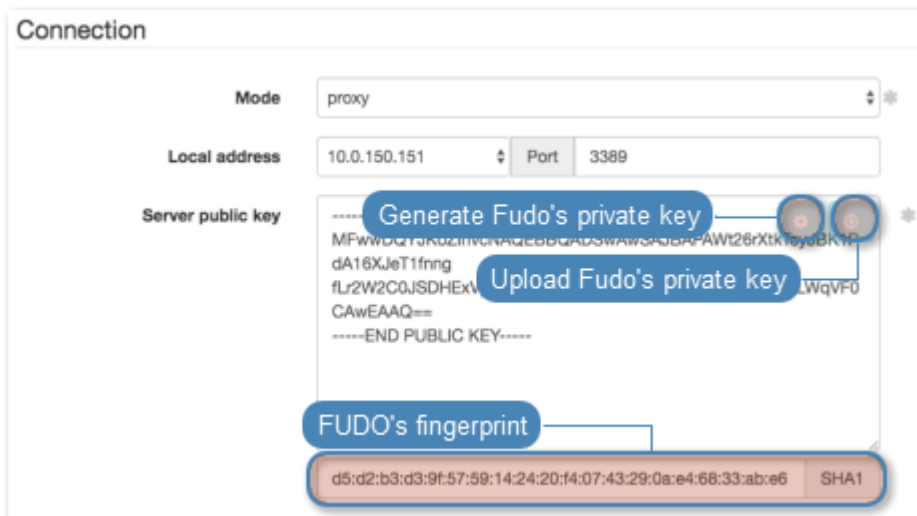 Connection
Mode
proxy
Local address
10.0.150.151
Port
3389
Server public key
Generate Fudo's private key
dA16XJeT1fnng
Upload Fudo's private key
CAwEAAQ==
-----END PUBLIC KEY-----
FUDO's fingerprint
d5:d2:b3:d3:9f:57:59:14:24:20:f4:07:43:29:0a:e4:68:33:ab:e6
SHA1